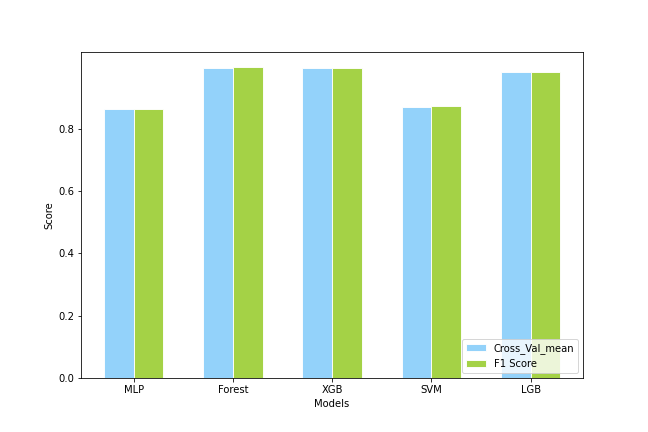 0.8
0.6
0.4
0.2
0.0
Score
MLP Forest XGB SVM LGB
Models
Cross_Val_mean
F1 Score